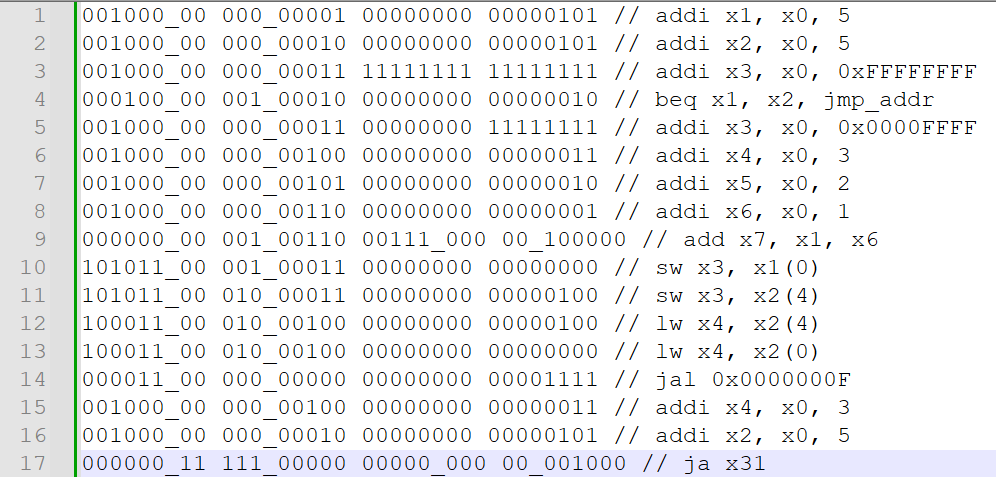 1 001000_00 000_00001 00000000 00000101 // addi x1, x0, 5
2 001000_00 000_00010 00000000 00000101 // addi x2, x0, 5
3 001000_00 000_00011 11111111 11111111 // addi x3, x0, 0xFFFFFFFF
4 000100_00 001_00010 00000000 00000010 // beq x1, x2, jmp_addr
5 001000_00 000_00011 00000000 11111111 // addi x3, x0, 0x0000FFFF
6 001000_00 000_00100 00000000 00000011 // addi x4, x0, 3
7 001000_00 000_00101 00000000 00000010 // addi x5, x0, 2
8 001000_00 000_00110 00000000 00000001 // addi x6, x0, 1
9 000000_00 001_00110 00111_000 00_100000 // add x7, x1, x6
10 101011_00 001_00011 00000000 00000000 // sw x3, x1(0)
11 101011_00 010_00011 00000000 00000100 // sw x3, x2(4)
12 100011_00 010_00100 00000000 00000100 // lw x4, x2(4)
13 100011_00 010_00100 00000000 00000000 // lw x4, x2(0)
14 000011_00 000_00000 00000000 00001111 // jal 0x0000000F
15 001000_00 000_00100 00000000 00000011 // addi x4, x0, 3
16 001000_00 000_00010 00000000 00000101 // addi x2, x0, 5
17 000000_11 111_00000 00000_000 00_001000 // ja x31